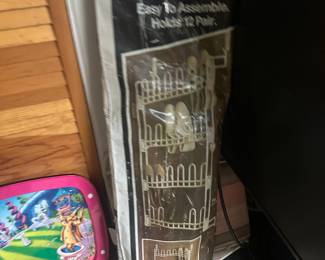 Easy To Assemble.
Holds 12 Pair.